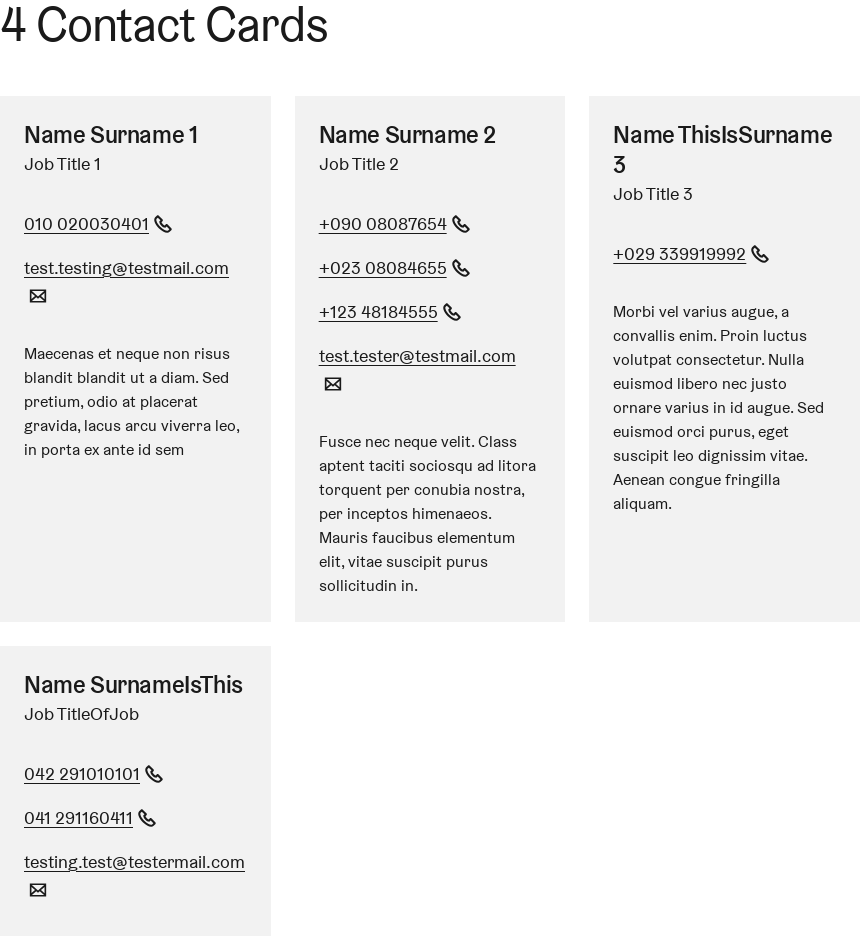 4 Contact Cards
Name Surname 1
Job Title 1
010 020030401
test.testing@testmail.com
Maecenas et neque non risus
blandit blandit ut a diam. Sed
pretium, odio at placerat
gravida, lacus arcu viverra leo,
in porta ex ante id sem
Name Surname 2
Job Title 2
+090 08087654
+023 08084655
+123 48184555
test.tester@testmail.com
Fusce nec neque velit. Class
aptent taciti sociosqu ad litora
torquent per conubia nostra,
per inceptos himenaeos.
Mauris faucibus elementum
elit, vitae suscipit purus
sollicitudin in.
Name ThisIsSurname
3
Job Title 3
+029 339919992
Morbi vel varius augue, a
convallis enim. Proin luctus
volutpat consectetur. Nulla
euismod libero nec justo
ornare varius in id augue. Sed
euismod orci purus, eget
suscipit leo dignissim vitae.
Aenean congue fringilla
aliquam.
Name SurnameIsThis
Job TitleOfJob
042 291010101
041 291160411
testing.test@testermail.com